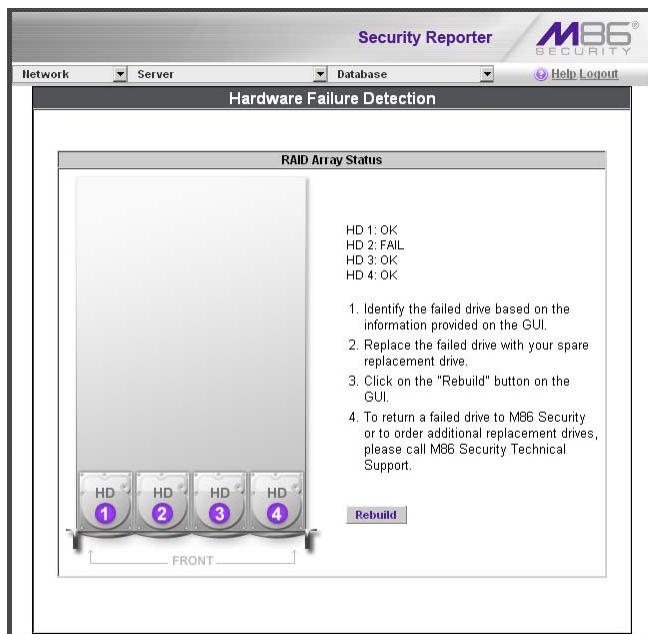 Security Reporter
M86®
SECURITY
Network Server Database Help Logout
Hardware Failure Detection
RAID Array Status
HD 1: OK
HD 2: FAIL
HD 3: OK
HD 4: OK
1. Identify the failed drive based on the
information provided on the GUI.
2. Replace the failed drive with your spare
replacement drive.
3. Click on the "Rebuild" button on the
GUI.
4. To return a failed drive to M86 Security
or to order additional replacement drives,
please call M86 Security Technical
Support.
Rebuild
HD HD HD HD
1 2 3 4
FRONT